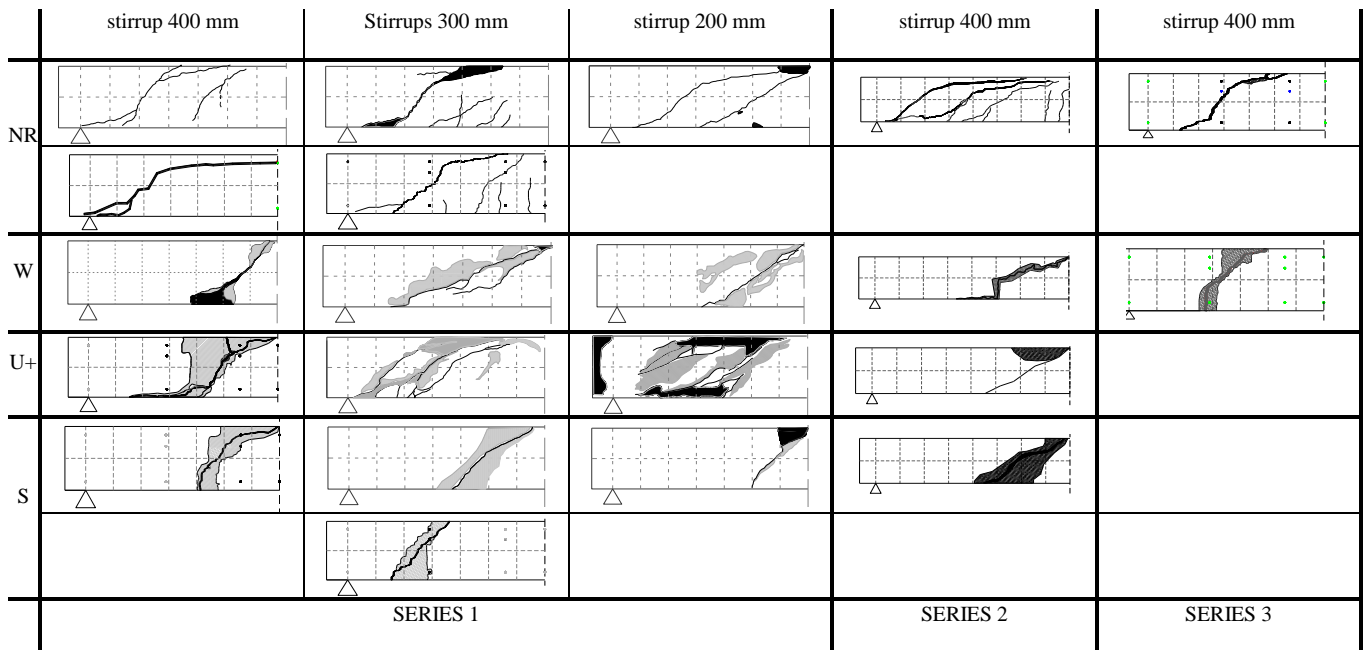 stirrup 400 mm
Stirrups 300 mm
stirrup 200 mm
stirrup 400 mm
stirrup 400 mm
NR
W
U+
S
SERIES 1
SERIES 2
SERIES 3